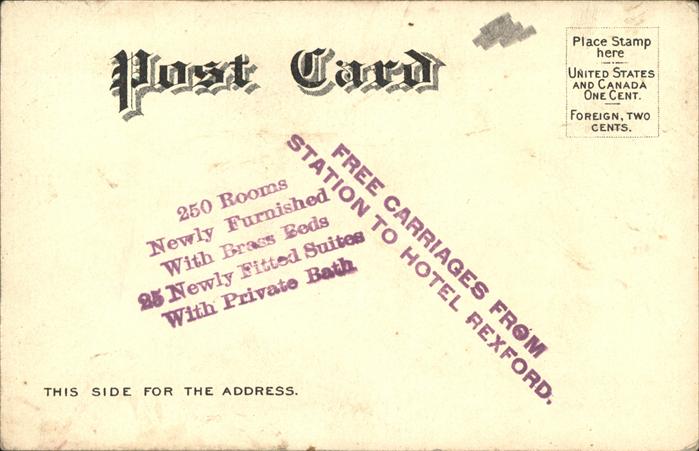 Post Card
Place Stamp
here
UNITED STATES
AND CANADA
ONE CENT.
FOREIGN, TWO
CENTS.
250 Rooms
Newly Furnished
With Brass Beds
25 Newly Fitted Suites
With Private Bath
FREE CARRIAGES FROM
STATION TO HOTEL REXFORD.
THIS SIDE FOR THE ADDRESS.